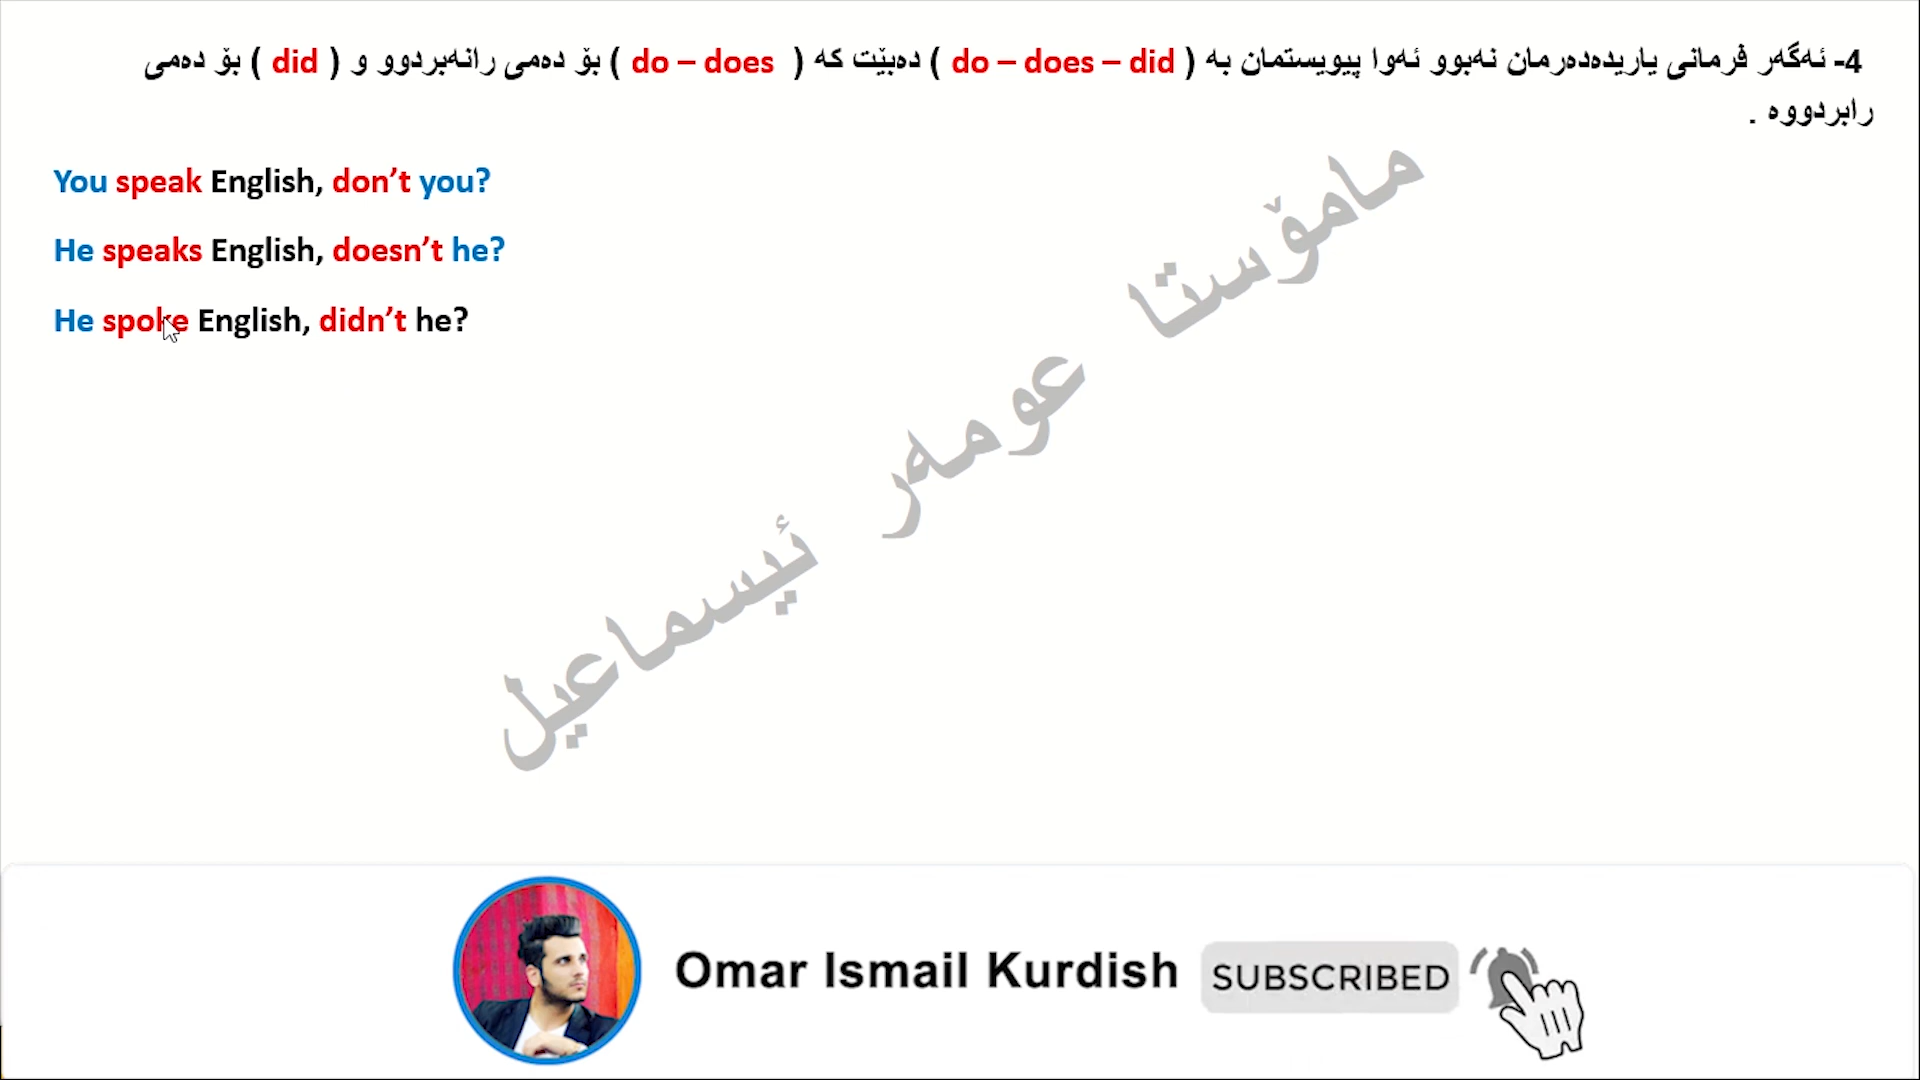 4- ئەگەر فرمانی یاریدەدەرمان نەبوو ئەوا پیویستمان بە ( do – does – did ) دەبێت کە ( do – does ) بۆ دەمی رانەبردوو و ( did ) بۆ دەمی
رابردووە .
You speak English, don’t you?
He speaks English, doesn’t he?
He spoke English, didn’t he?
مامۆستا عومەر ئیسماعیل
Omar Ismail Kurdish
SUBSCRIBED